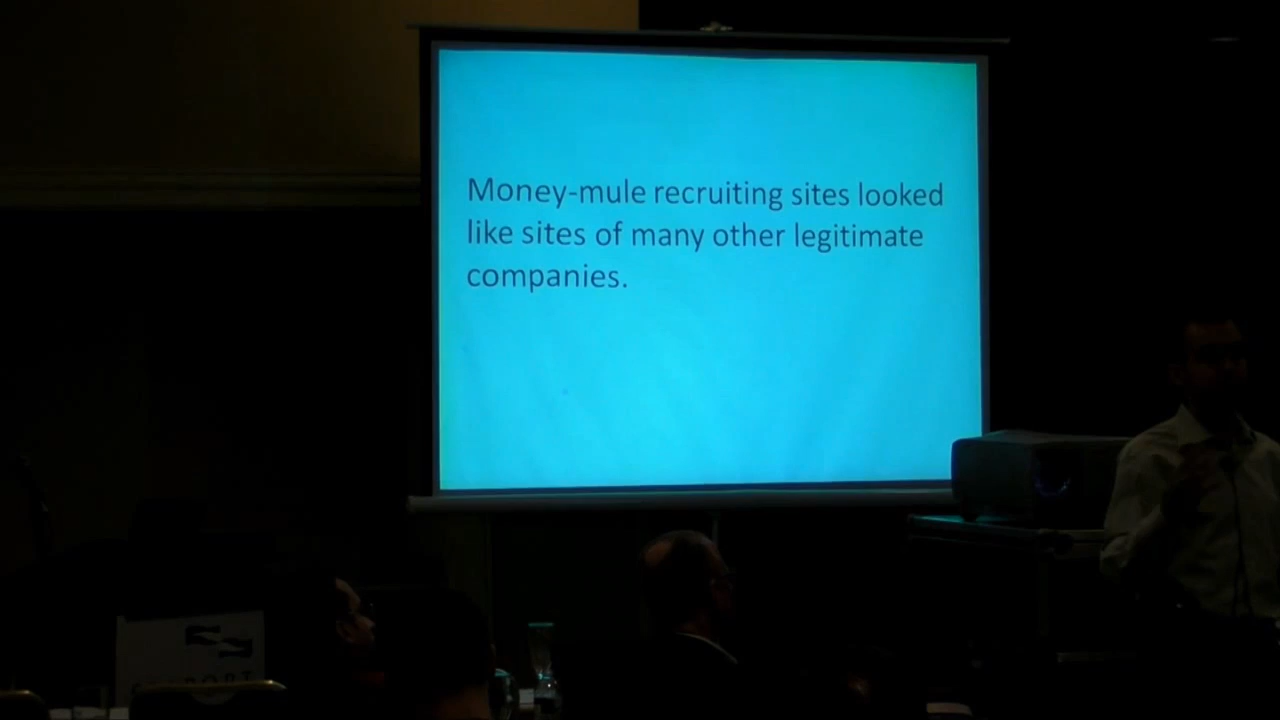 Money-mule recruiting sites looked
like sites of many other legitimate
companies.